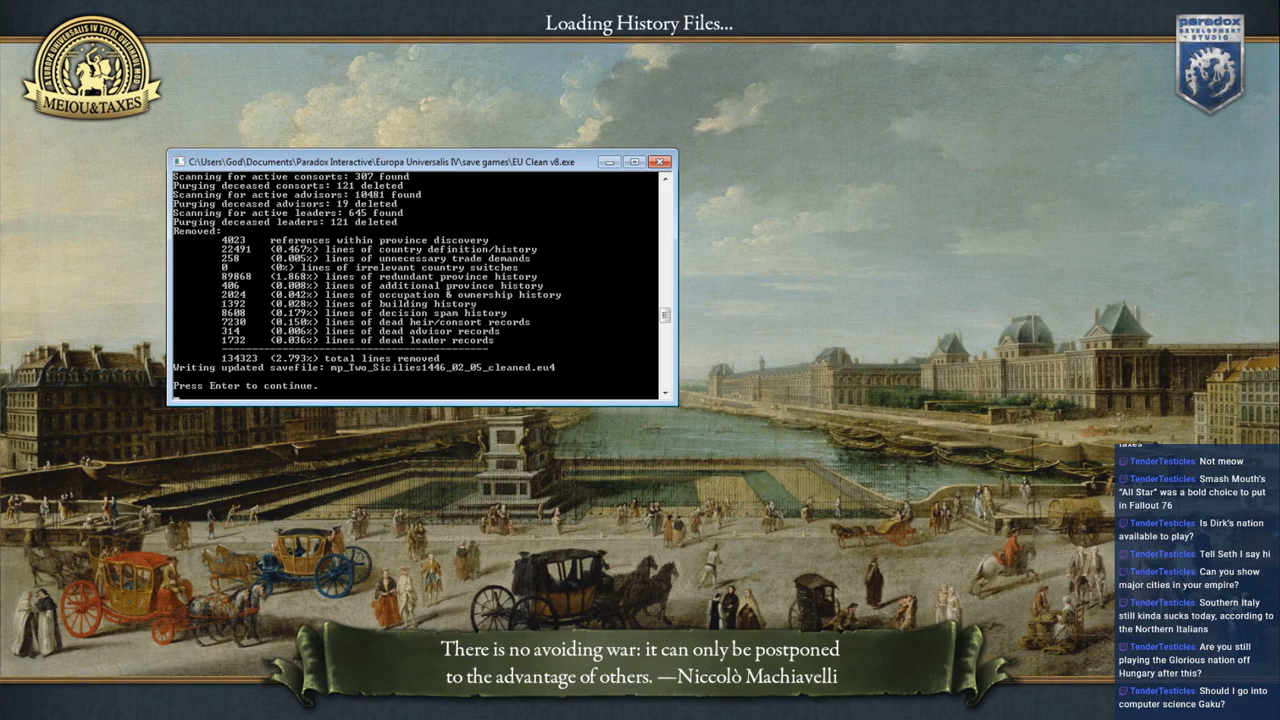 Loading History Files...
A EUROPA UNIVERSALIS IV TOTAL OVERHAUL MOD
MEIOU&TAXES
paradox
DEVELOPMENT
STUDIO
C:\Users\God\Documents\Paradox Interactive\Europa Universalis IV\save games\EU Clean v8.exe
Scanning for active consorts: 307 found
Purging deceased consorts: 121 deleted
Scanning for active advisors: 10481 found
Purging deceased advisors: 19 deleted
Scanning for active leaders: 645 found
Purging deceased leaders: 121 deleted
Removed:
4023 references within province discovery
22491 (0.467%) lines of country definition/history
258 (0.005%) lines of unnecessary trade demands
0 (0%) lines of irrelevant country switches
89868 (1.868%) lines of redundant province history
406 (0.008%) lines of additional province history
2024 (0.042%) lines of occupation & ownership history
1392 (0.028%) lines of building history
8608 (0.179%) lines of decision spam history
7230 (0.150%) lines of dead heir/consort records
314 (0.006%) lines of dead advisor records
1732 (0.036%) lines of dead leader records
--------------------------------------------------
134323 (2.793%) total lines removed
Writing updated savefile: mp_Two_Sicilies1446_02_05_cleaned.eu4
Press Enter to continue.
TenderTesticles: Not meow
TenderTesticles: Smash Mouth's
"All Star" was a bold choice to put
in Fallout 76
TenderTesticles: Is Dirk's nation
available to play?
TenderTesticles: Tell Seth I say hi
TenderTesticles: Can you show
major cities in your empire?
TenderTesticles: Southern Italy
still kinda sucks today, according to
the Northern Italians
TenderTesticles: Are you still
playing the Glorious nation off
Hungary after this?
TenderTesticles: Should I go into
computer science Gaku?
There is no avoiding war: it can only be postponed
to the advantage of others. —Niccolò Machiavelli